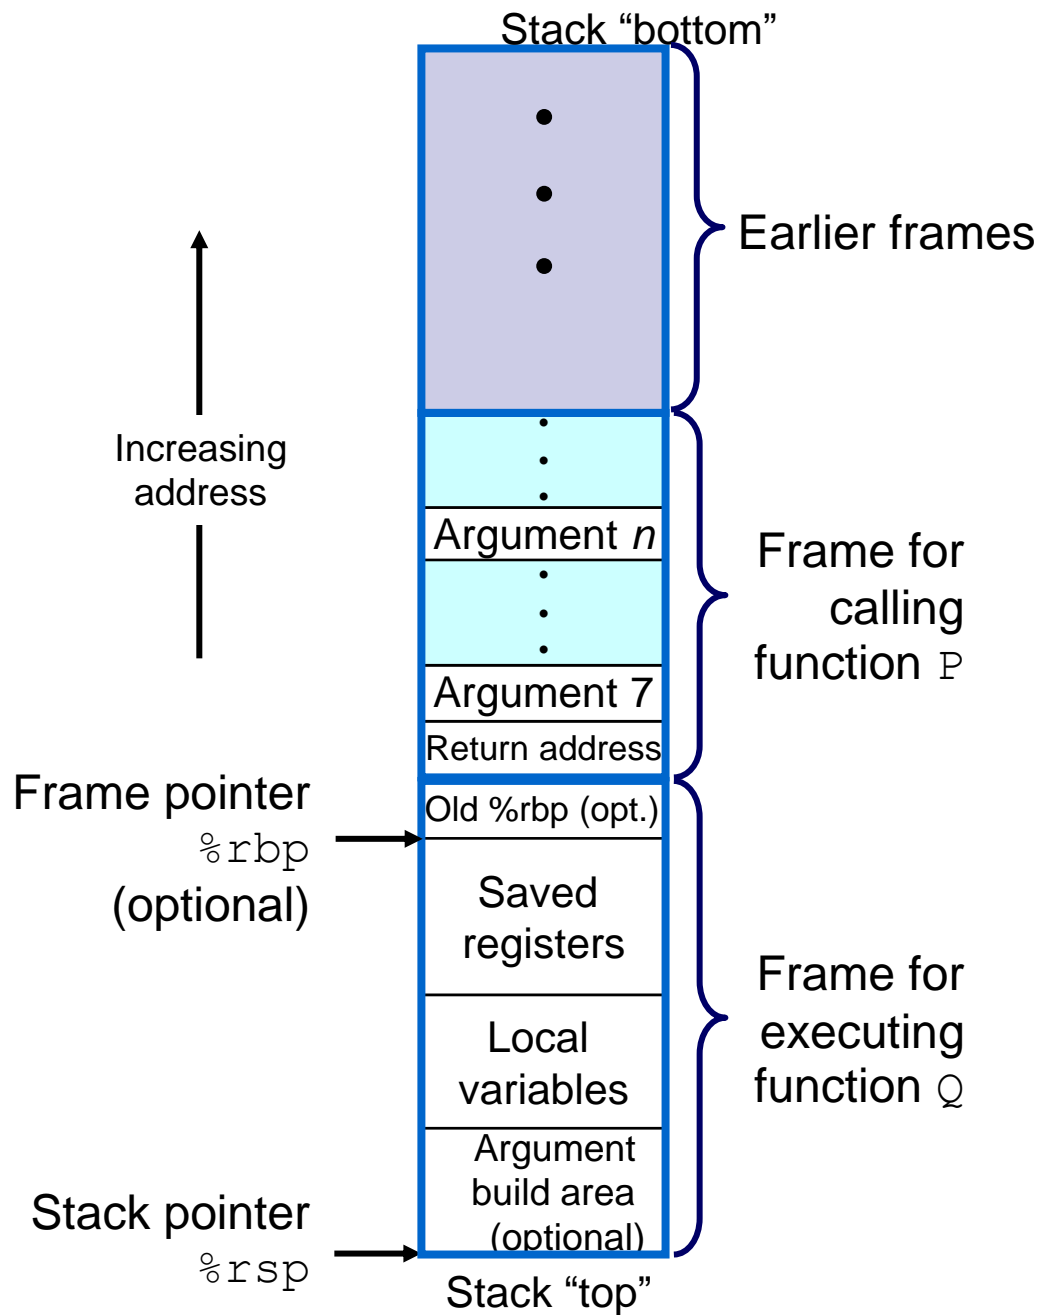 Stack “bottom”
Earlier frames
Increasing
address
Argument n
Frame for
calling
function P
Argument 7
Return address
Frame pointer
%rbp
(optional)
Old %rbp (opt.)
Saved
registers
Frame for
executing
function Q
Local
variables
Argument
build area
(optional)
Stack pointer
%rsp
Stack “top”